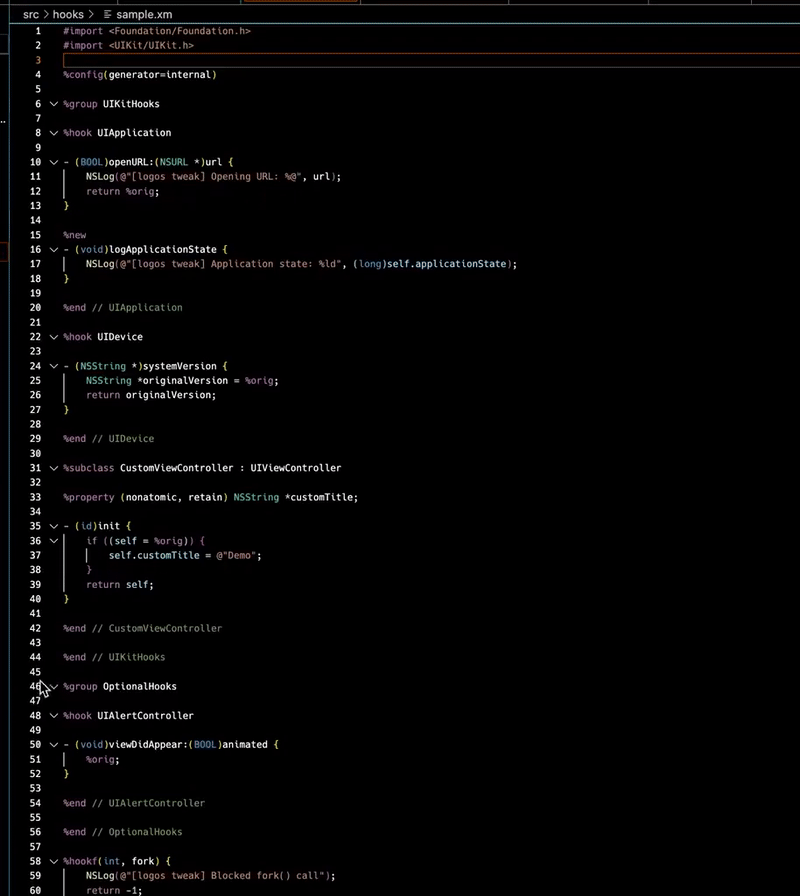 src > hooks > sample.xm
1 #import <Foundation/Foundation.h>
2 #import <UIKit/UIKit.h>
3
4 %config(generator=internal)
5
6 %group UIKitHooks
7
8 %hook UIApplication
9
10 - (BOOL)openURL:(NSURL *)url {
11     NSLog(@"[logos tweak] Opening URL: %@", url);
12     return %orig;
13 }
14
15 %new
16 - (void)logApplicationState {
17     NSLog(@"[logos tweak] Application state: %ld", (long)self.applicationState);
18 }
19
20 %end // UIApplication
21
22 %hook UIDevice
23
24 - (NSString *)systemVersion {
25     NSString *originalVersion = %orig;
26     return originalVersion;
27 }
28
29 %end // UIDevice
30
31 %subclass CustomViewController : UIViewController
32
33 %property (nonatomic, retain) NSString *customTitle;
34
35 - (id)init {
36     if ((self = %orig)) {
37         self.customTitle = @"Demo";
38     }
39     return self;
40 }
41
42 %end // CustomViewController
43
44 %end // UIKitHooks
45
46 %group OptionalHooks
47
48 %hook UIAlertController
49
50 - (void)viewDidAppear:(BOOL)animated {
51     %orig;
52 }
53
54 %end // UIAlertController
55
56 %end // OptionalHooks
57
58 %hookf(int, fork) {
59     NSLog(@"[logos tweak] Blocked fork() call");
60     return -1;